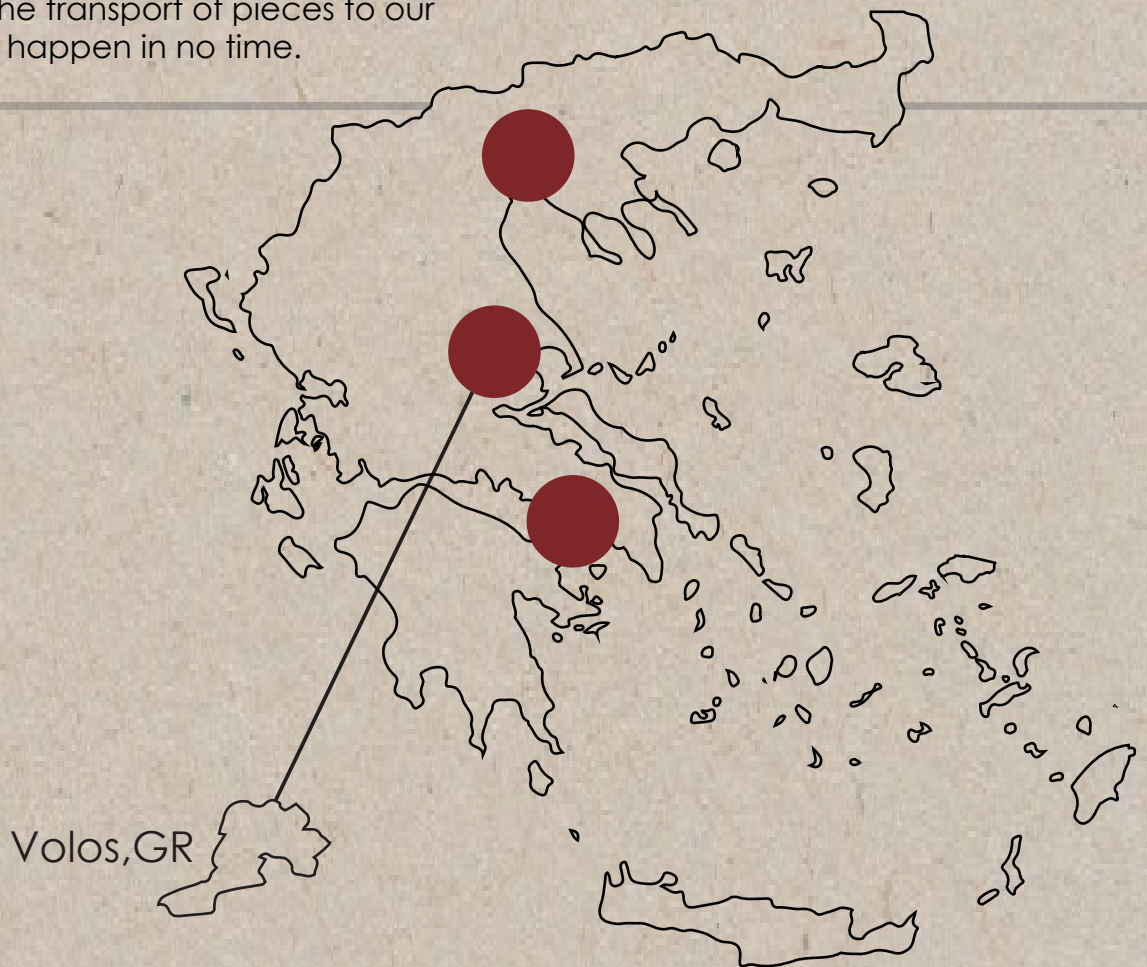 he transport of pieces to our
happen in no time.
Volos,GR